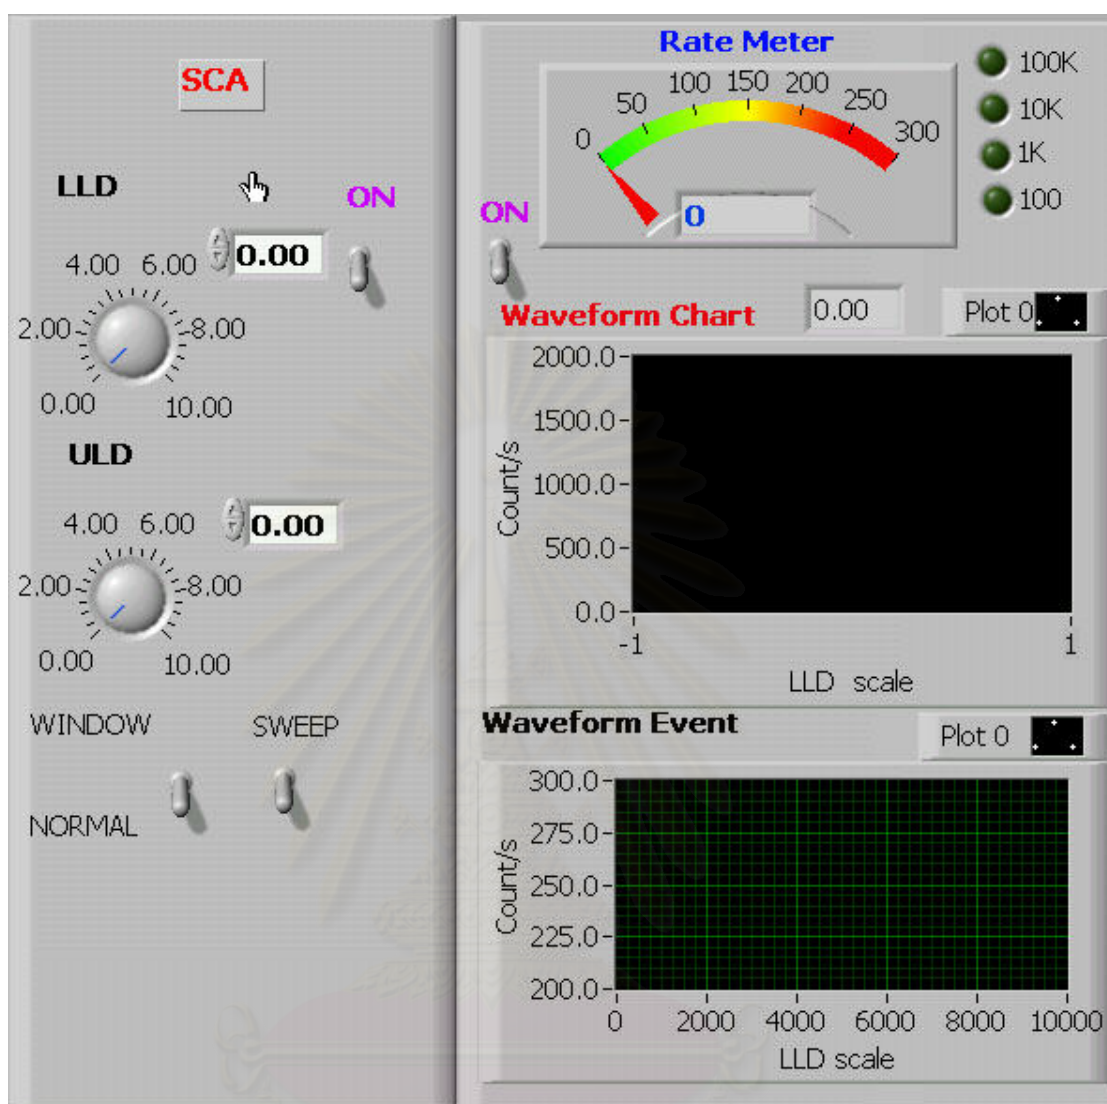 SCA
LLD
ON
0.00
4.00 6.00
2.00 8.00
0.00 10.00
ULD
0.00
4.00 6.00
2.00 8.00
0.00 10.00
WINDOW SWEEP
NORMAL
Rate Meter
0 50 100 150 200 250 300
0
100K
10K
1K
100
ON
Waveform Chart 0.00 Plot 0
2000.0
1500.0
1000.0
500.0
0.0
Count/s
-1 1
LLD scale
Waveform Event Plot 0
300.0
275.0
250.0
225.0
200.0
Count/s
0 2000 4000 6000 8000 10000
LLD scale